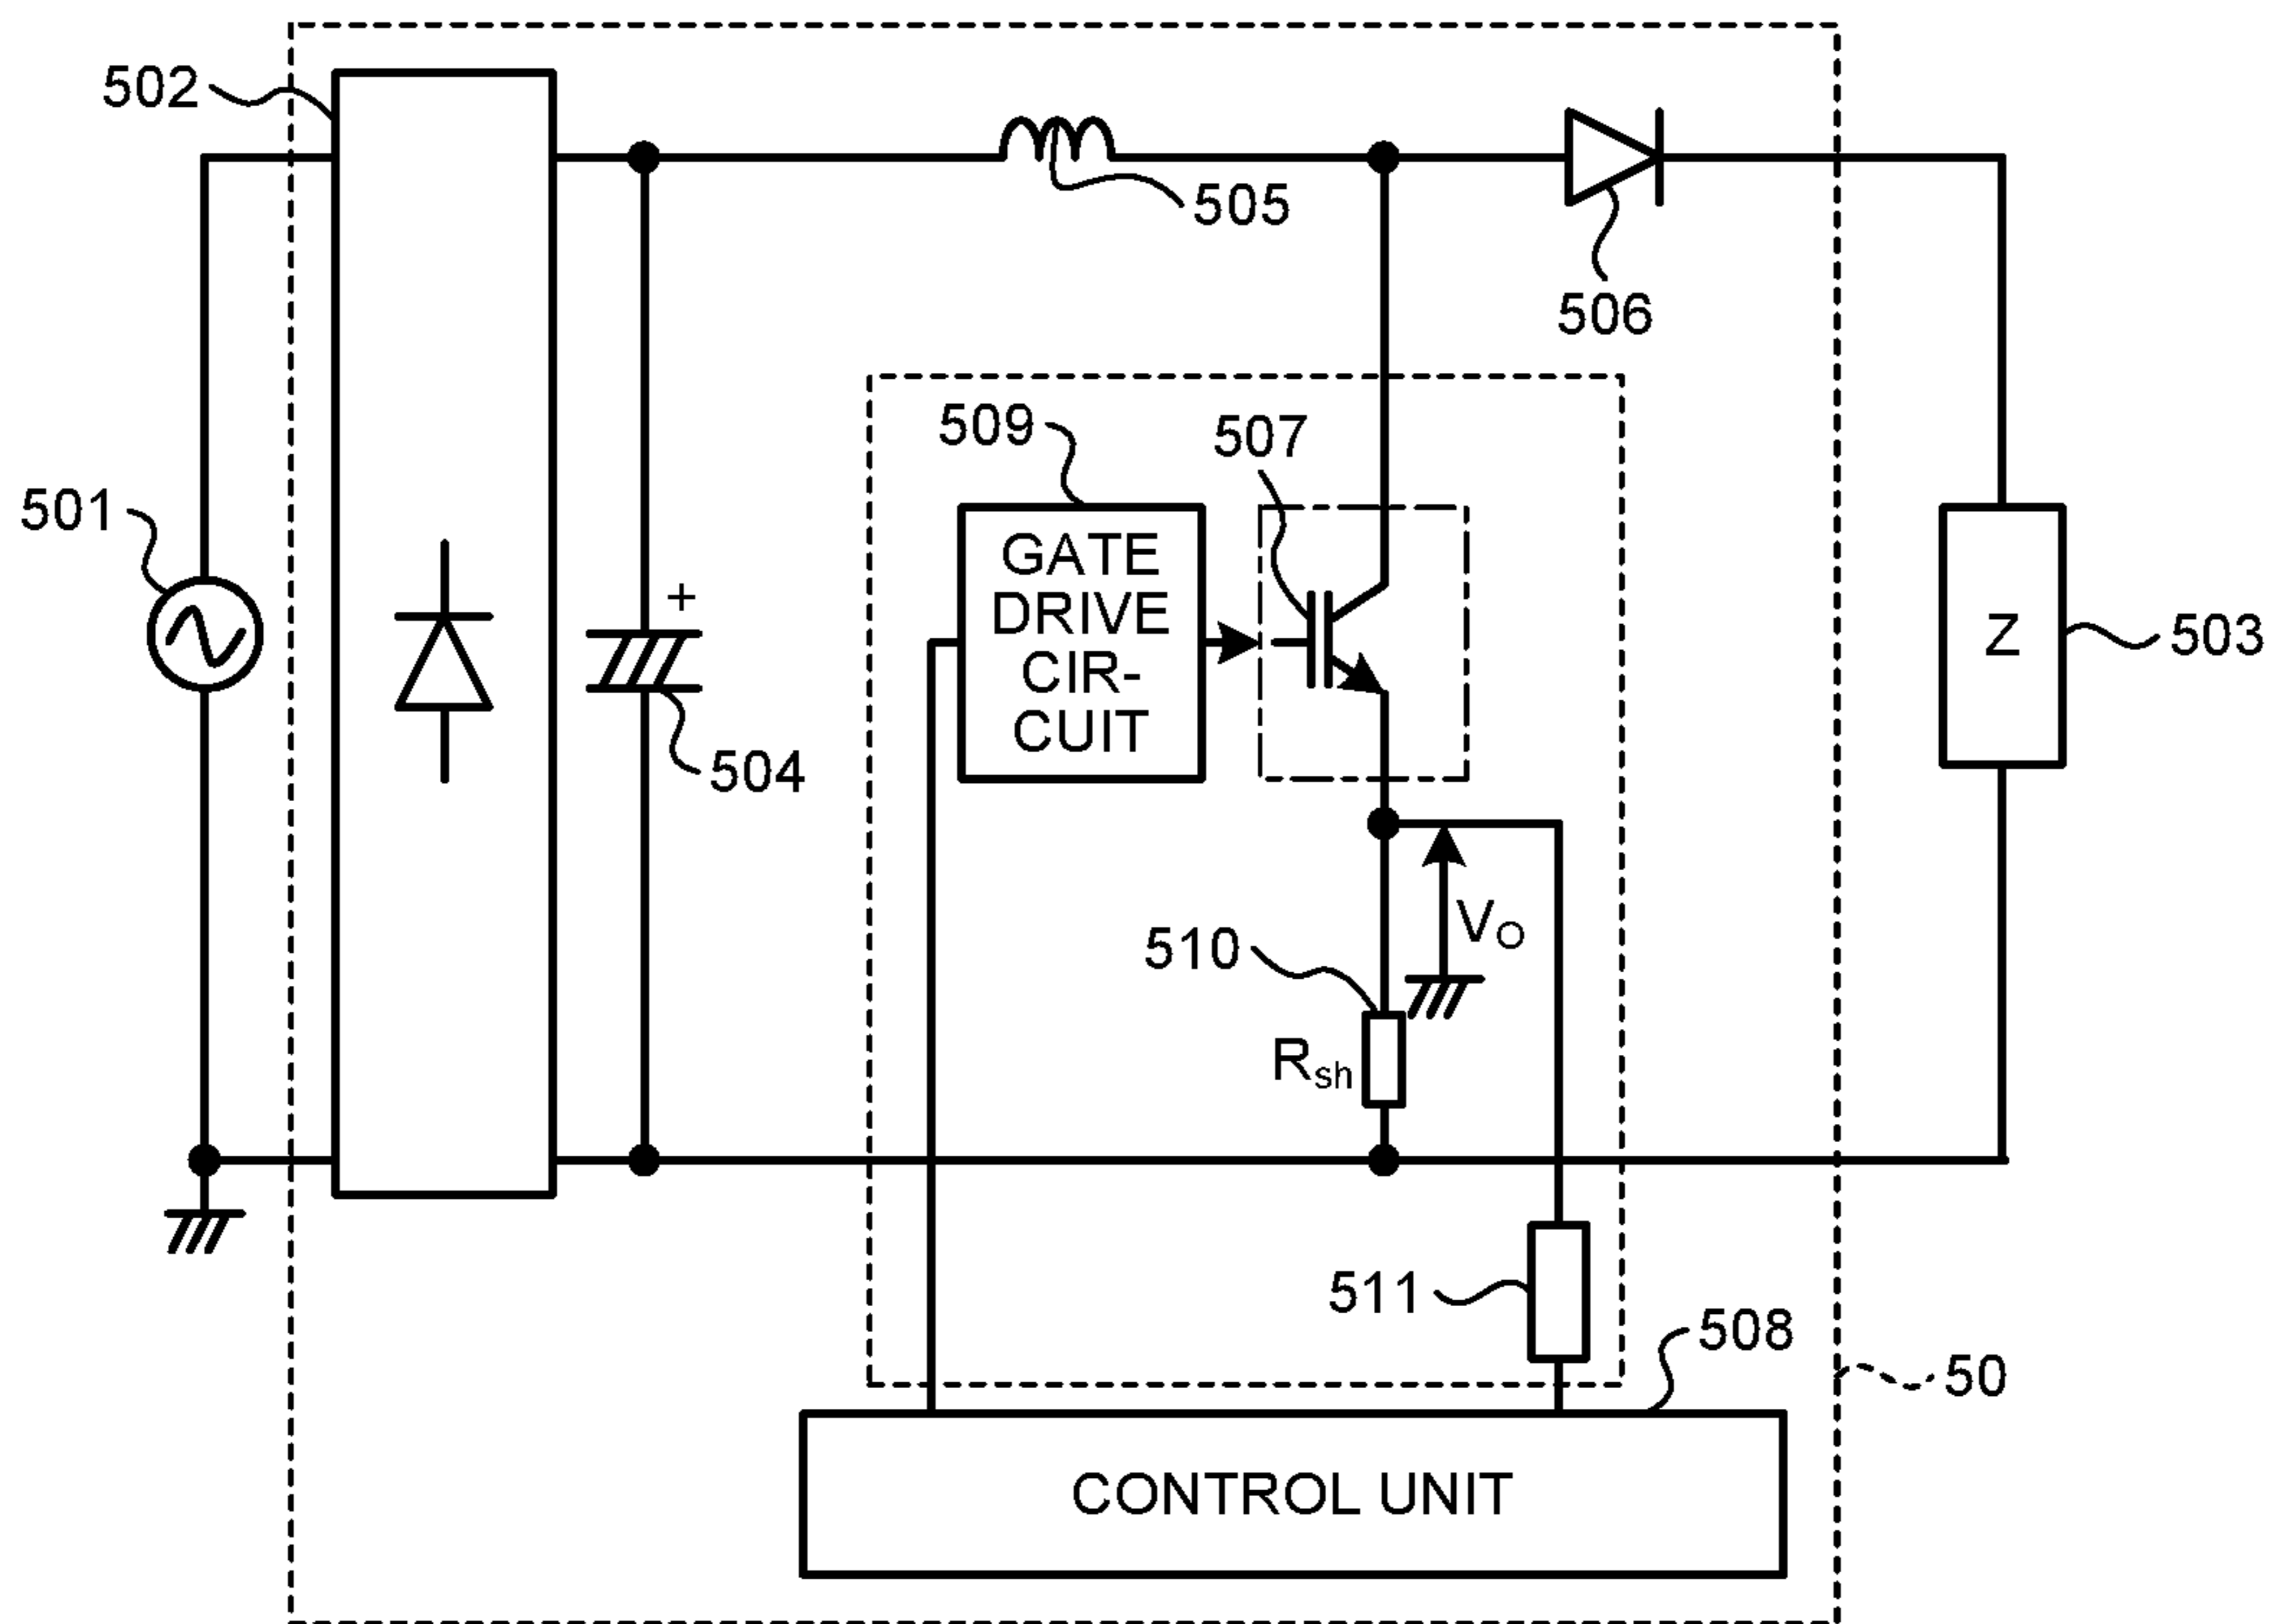 502
505
506
509
507
501
GATE
DRIVE
CIR-
CUIT
+
Z
503
504
VO
510
Rsh
511
508
50
CONTROL UNIT